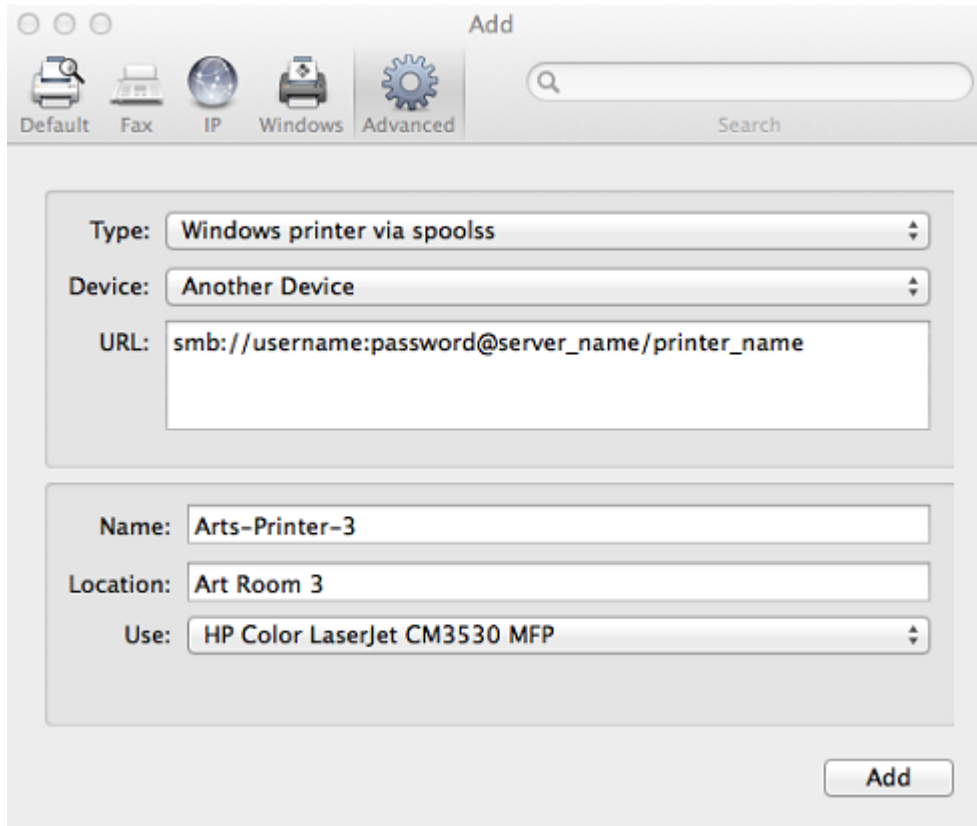 Add
Default Fax IP Windows Advanced Search
Type: Windows printer via spoolss
Device: Another Device
URL: smb://username:password@server_name/printer_name
Name: Arts-Printer-3
Location: Art Room 3
Use: HP Color LaserJet CM3530 MFP
Add